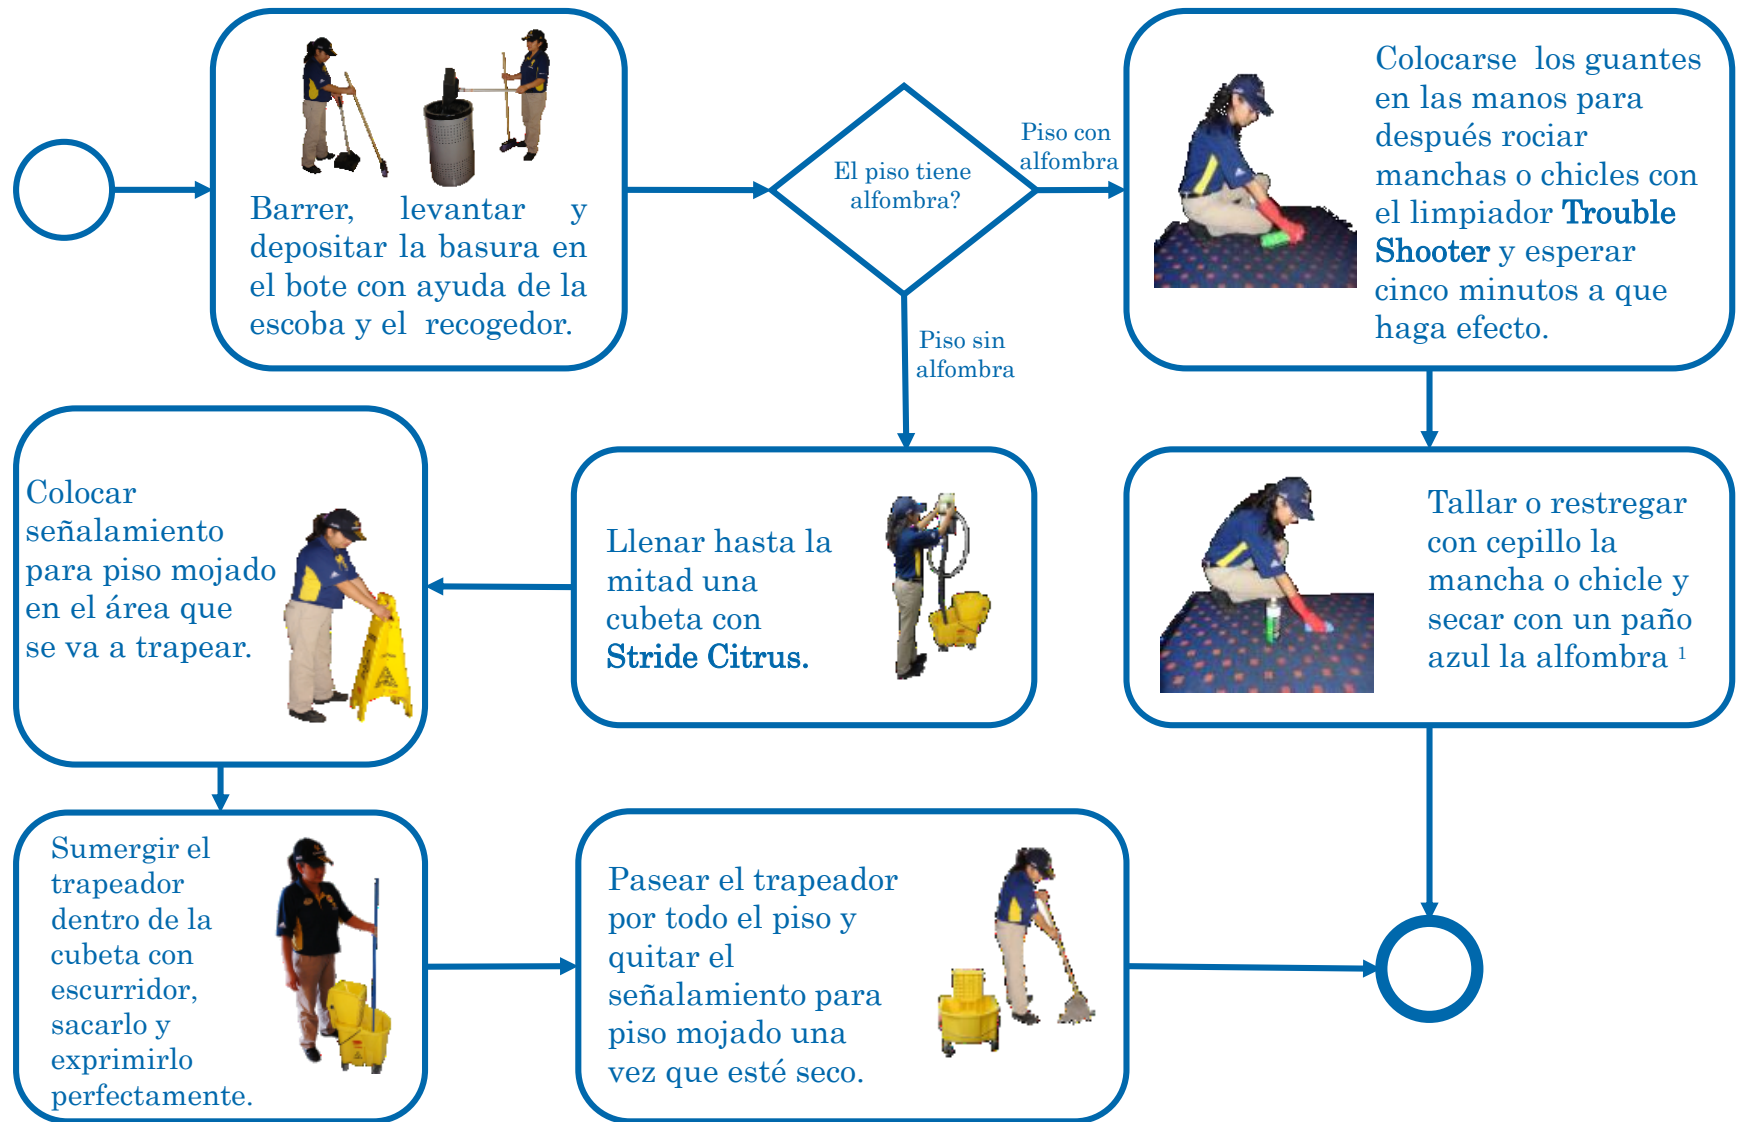 Barrer, levantar y
depositar la basura en
el bote con ayuda de la
escoba y el recogedor.
El piso tiene
alfombra?
Piso con
alfombra
Colocarse los guantes
en las manos para
después rociar
manchas o chicles con
el limpiador Trouble
Shooter y esperar
cinco minutos a que
haga efecto.
Piso sin
alfombra
Tallar o restregar
con cepillo la
mancha o chicle y
secar con un paño
azul la alfombra ¹
Llenar hasta la
mitad una
cubeta con
Stride Citrus.
Colocar
señalamiento
para piso mojado
en el área que
se va a trapear.
Sumergir el
trapeador
dentro de la
cubeta con
escurridor,
sacarlo y
exprimirlo
perfectamente.
Pasear el trapeador
por todo el piso y
quitar el
señalamiento para
piso mojado una
vez que esté seco.